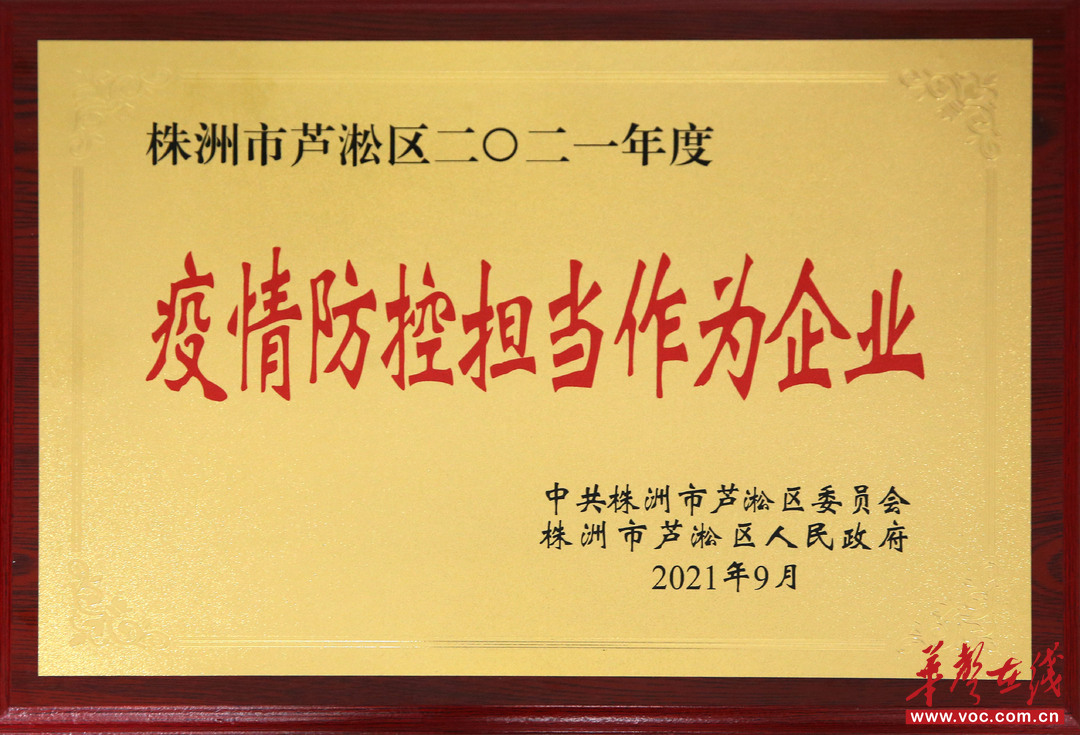 株洲市芦淞区二〇二一年度
疫情防控担当作为企业
中共株洲市芦淞区委员会
株洲市芦淞区人民政府
2021年9月
华声在线
www.voc.com.cn